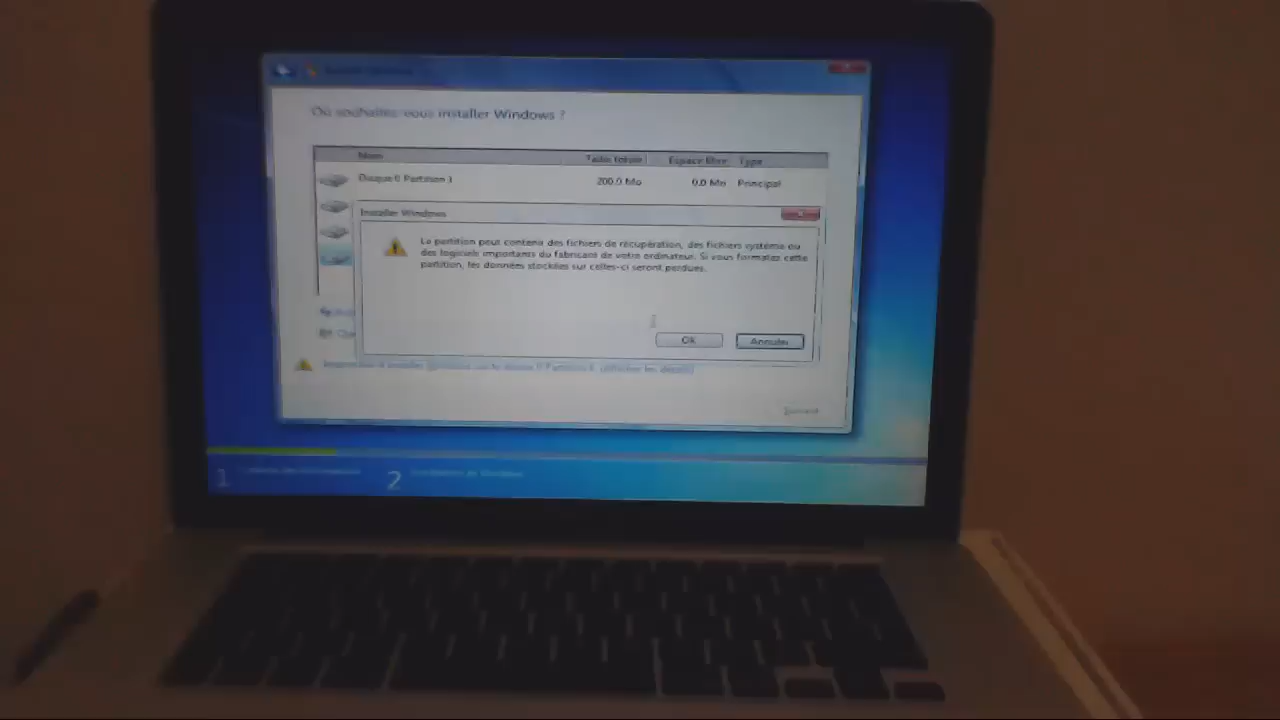 Où souhaitez-vous installer Windows ?
Nom Taille totale Espace libre Type
Disque 0 Partition 1 200.0 Mo 0.0 Mo Principal
Installer Windows
La partition peut contenir des fichiers de récupération, des fichiers système ou
des logiciels importants du fabricant de votre ordinateur. Si vous formatez cette
partition, les données stockées sur celles-ci seront perdues.
OK Annuler
Suivant
1
2